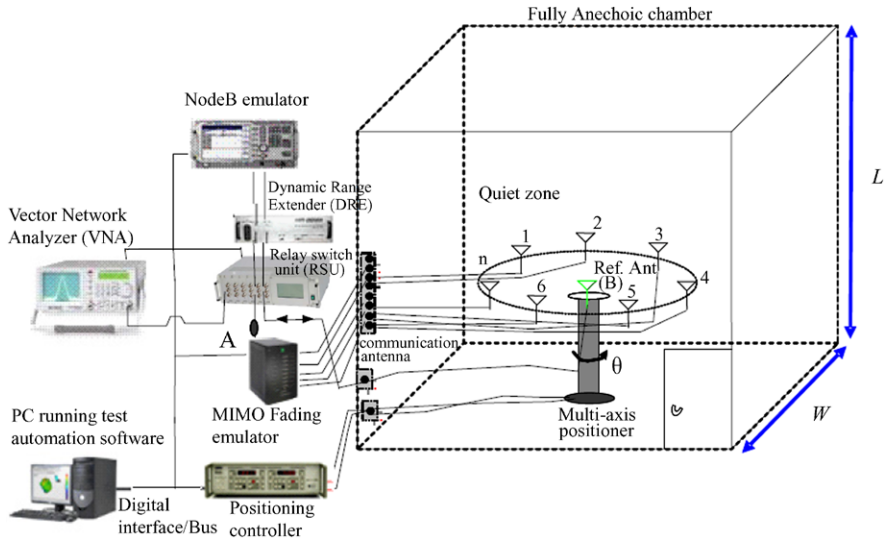 Fully Anechoic chamber
NodeB emulator
Dynamic Range
Extender (DRE)
Vector Network
Analyzer (VNA)
Relay switch
unit (RSU)
Quiet zone
L
1
2
3
n
Ref. Ant
(B)
4
6
5
A
communication
antenna
θ
MIMO Fading
emulator
Multi-axis
positioner
W
PC running test
automation software
Digital
interface/Bus
Positioning
controller